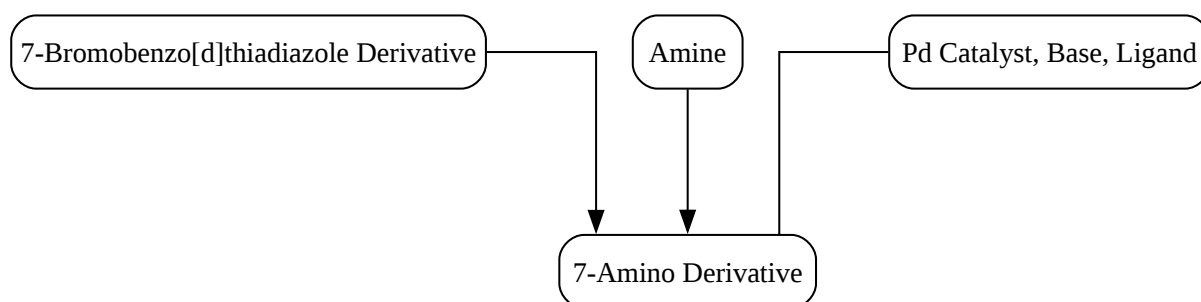 7-Bromobenzo[d]thiadiazole Derivative
Amine
Pd Catalyst, Base, Ligand
7-Amino Derivative